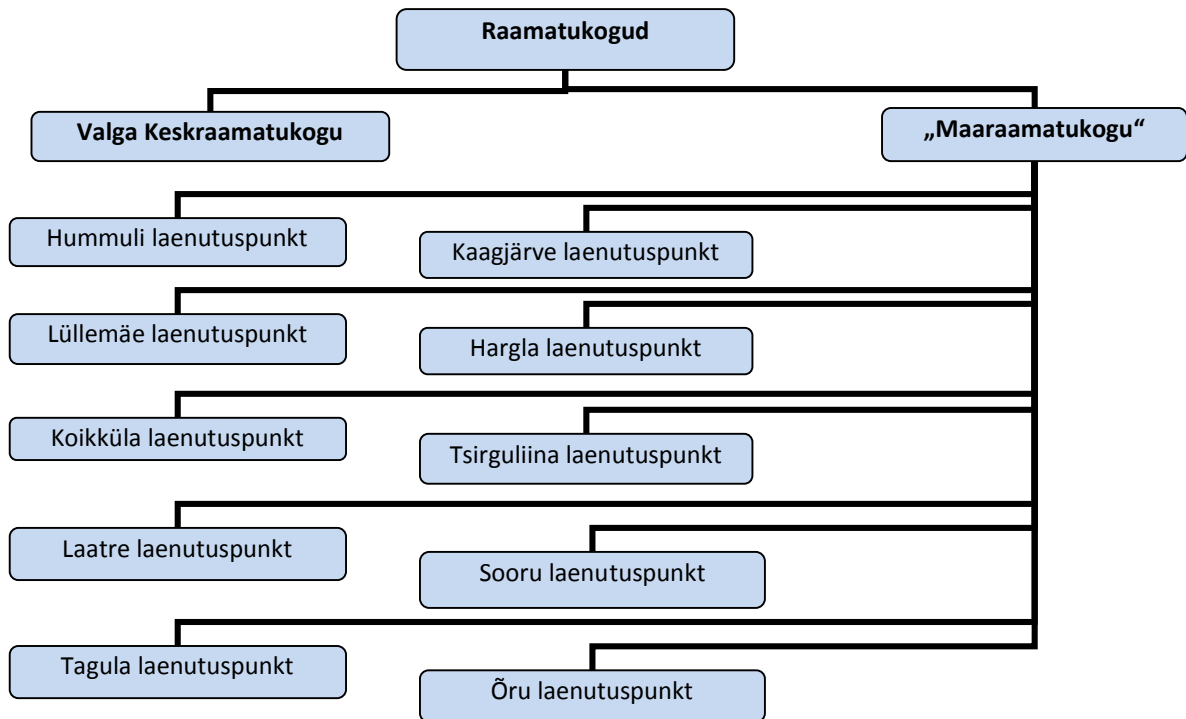 Raamatukogud
Valga Keskraamatukogu
„Maaraamatukogu“
Hummuli laenutuspunkt
Kaagjärve laenutuspunkt
Lüllemäe laenutuspunkt
Hargla laenutuspunkt
Koikküla laenutuspunkt
Tsirguliina laenutuspunkt
Laatre laenutuspunkt
Sooru laenutuspunkt
Tagula laenutuspunkt
Õru laenutuspunkt